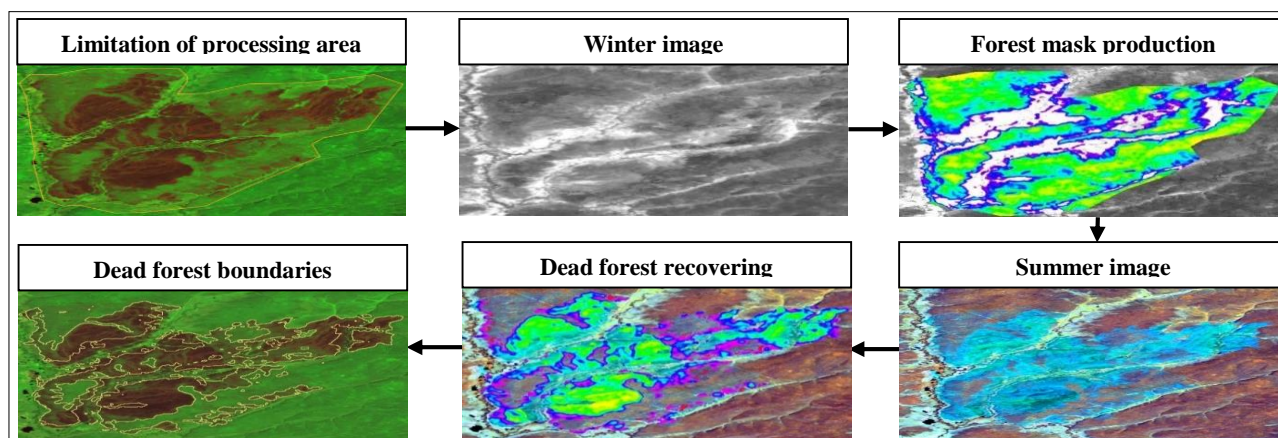 Limitation of processing area
Winter image
Forest mask production
Dead forest boundaries
Dead forest recovering
Summer image